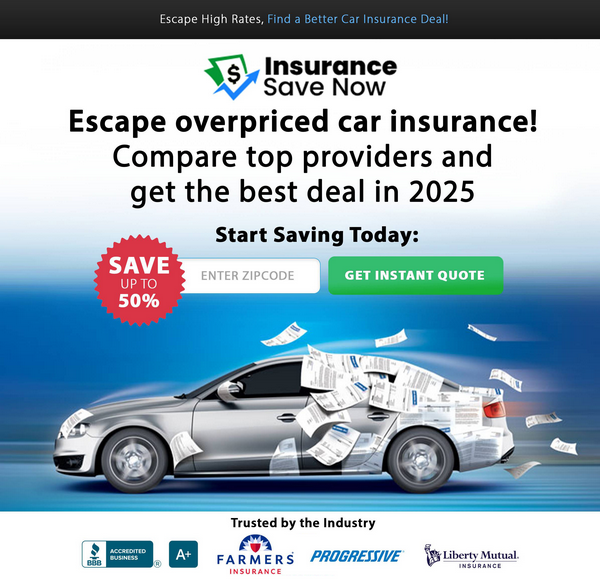 Escape High Rates, Find a Better Car Insurance Deal!
$
Insurance
Save Now
Escape overpriced car insurance!
Compare top providers and
get the best deal in 2025
Start Saving Today:
SAVE
UP TO
50%
ENTER ZIPCODE
GET INSTANT QUOTE
Trusted by the Industry
BBB
ACCREDITED
BUSINESS
®
A+
FARMERS
INSURANCE
PROGRESSIVE
Liberty Mutual.
INSURANCE